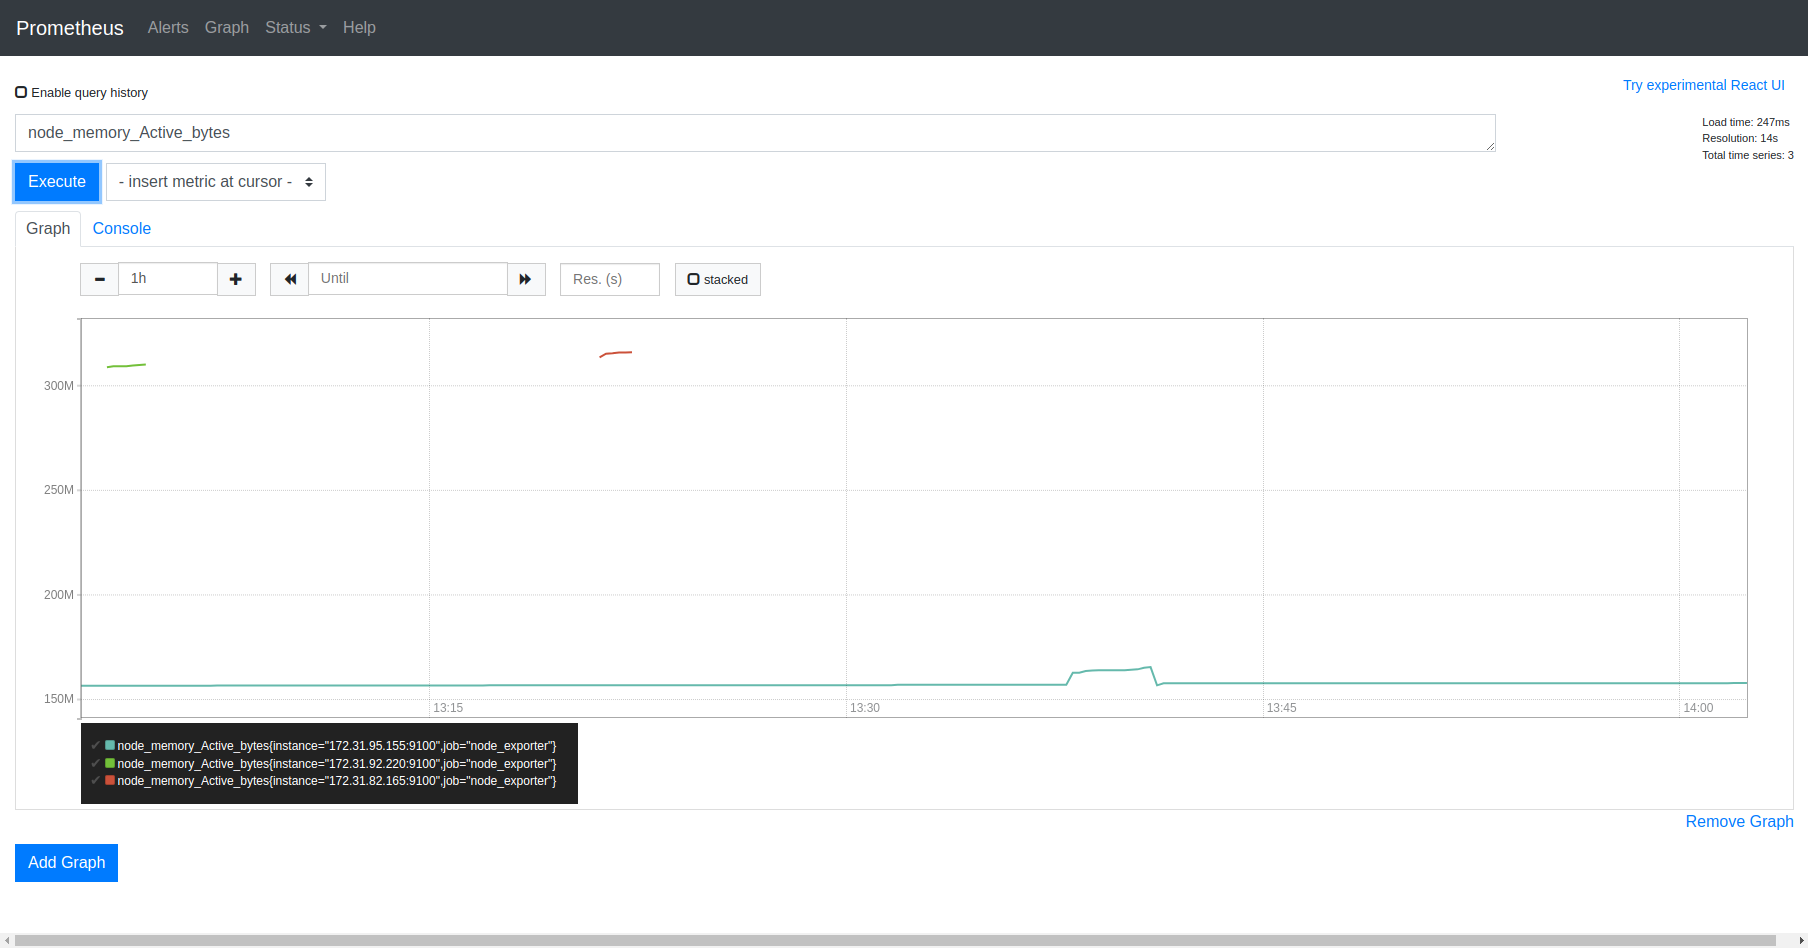 Prometheus Alerts Graph Status Help
Enable query history
Try experimental React UI
node_memory_Active_bytes
Load time: 247ms
Resolution: 14s
Total time series: 3
Execute - insert metric at cursor -
Graph Console
1h Until Res. (s) stacked
300M
250M
200M
150M
13:15 13:30 13:45 14:00
node_memory_Active_bytes{instance="172.31.95.155:9100",job="node_exporter"}
node_memory_Active_bytes{instance="172.31.92.220:9100",job="node_exporter"}
node_memory_Active_bytes{instance="172.31.82.165:9100",job="node_exporter"}
Remove Graph
Add Graph